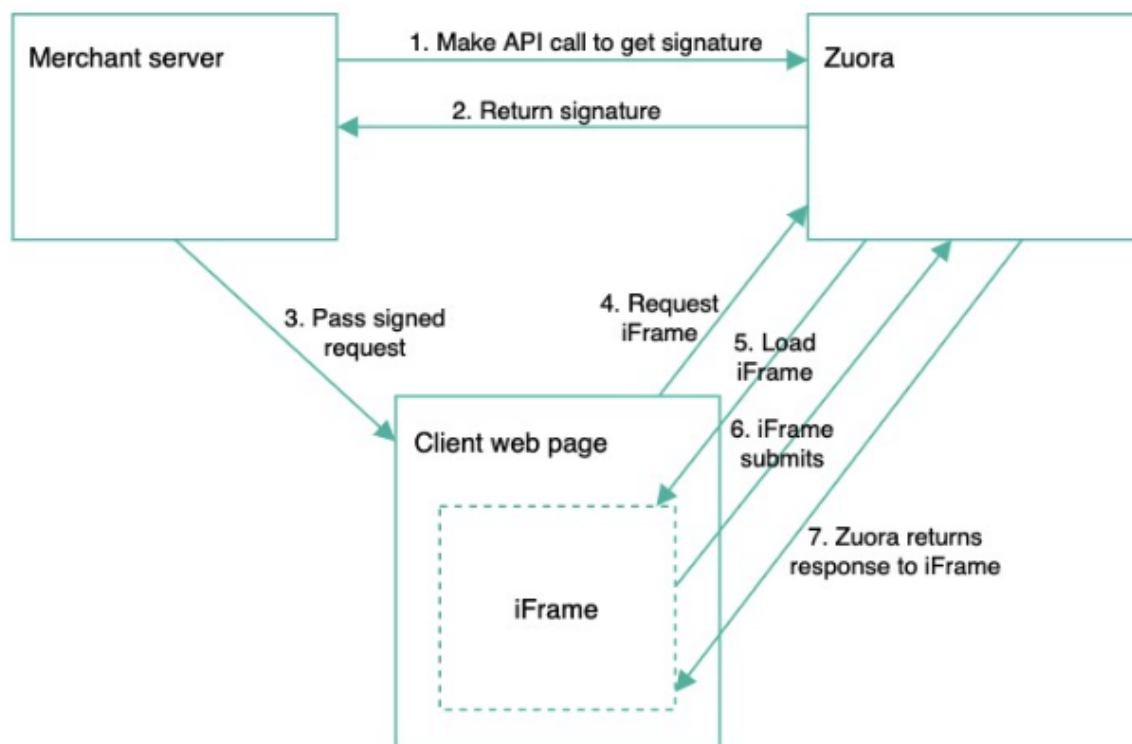 Merchant server
1. Make API call to get signature
Zuora
2. Return signature
3. Pass signed
request
4. Request
iFrame
5. Load
iFrame
Client web page
6. iFrame
submits
7. Zuora returns
response to iFrame
iFrame